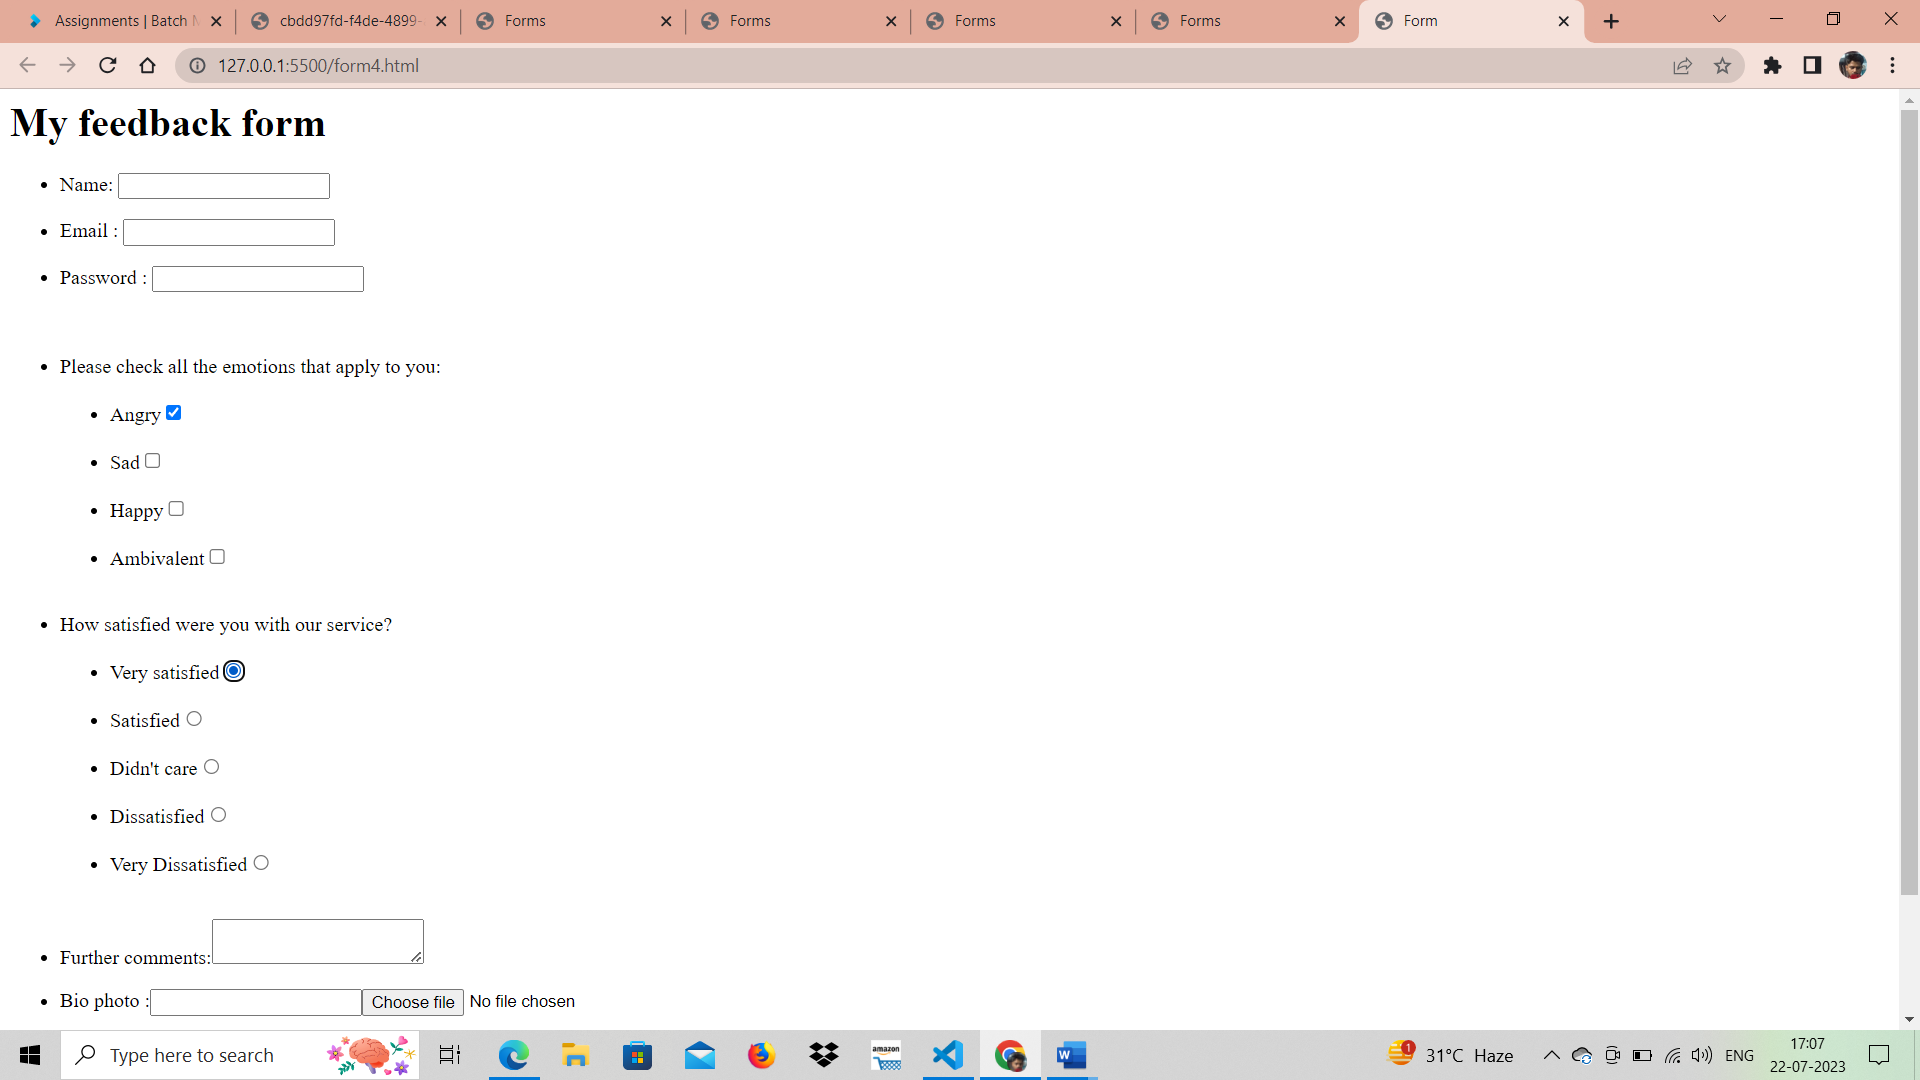 Assignments | Batch
cbdd97fd-f4de-4899-
Forms
Forms
Forms
Forms
Form
127.0.0.1:5500/form4.html
My feedback form
Name:
Email :
Password :
Please check all the emotions that apply to you:
Angry
Sad
Happy
Ambivalent
How satisfied were you with our service?
Very satisfied
Satisfied
Didn't care
Dissatisfied
Very Dissatisfied
Further comments:
Bio photo : Choose file No file chosen
Type here to search
amazon
W
1
31°C Haze
ENG
17:07
22-07-2023